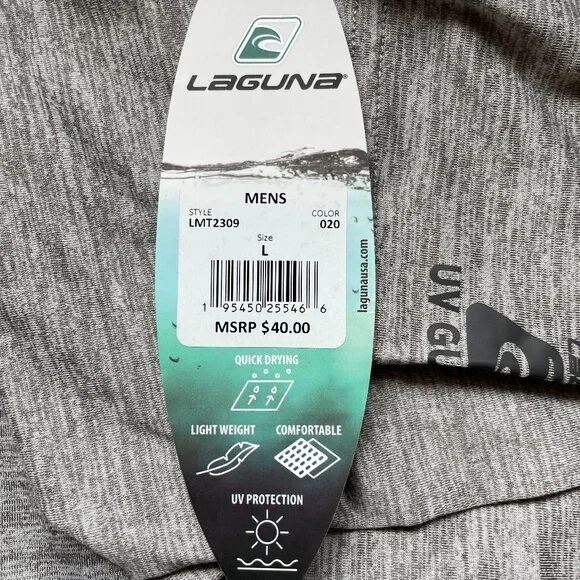 LAGUNA®
MENS
STYLE
LMT2309
COLOR
020
Size
L
1 95450 25546 6
MSRP $40.00
QUICK DRYING
LIGHT WEIGHT
COMFORTABLE
UV PROTECTION
lagunausa.com
UV